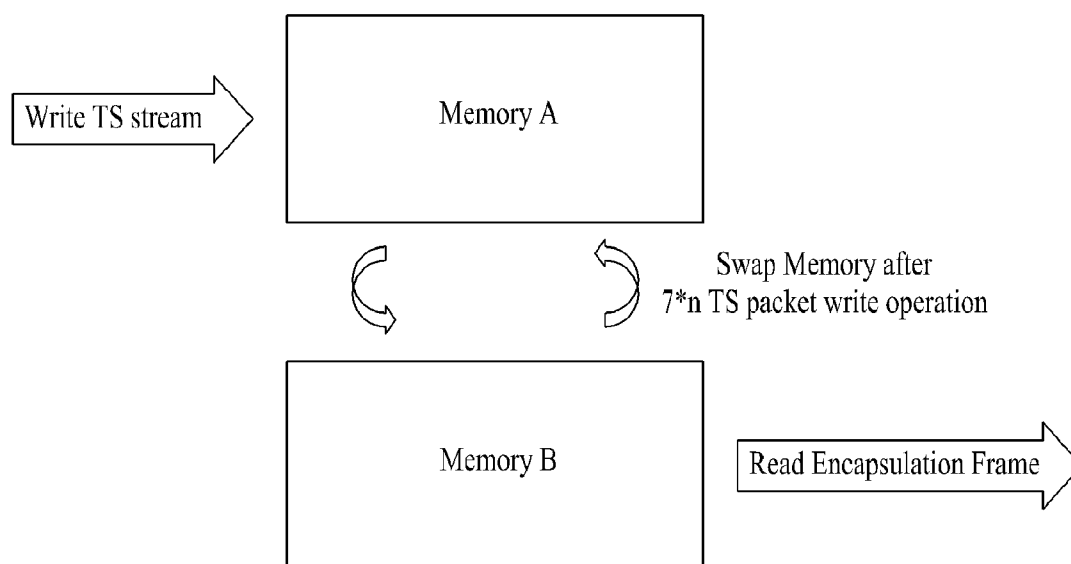 Write TS stream
Memory A
Swap Memory after
7*n TS packet write operation
Memory B
Read Encapsulation Frame